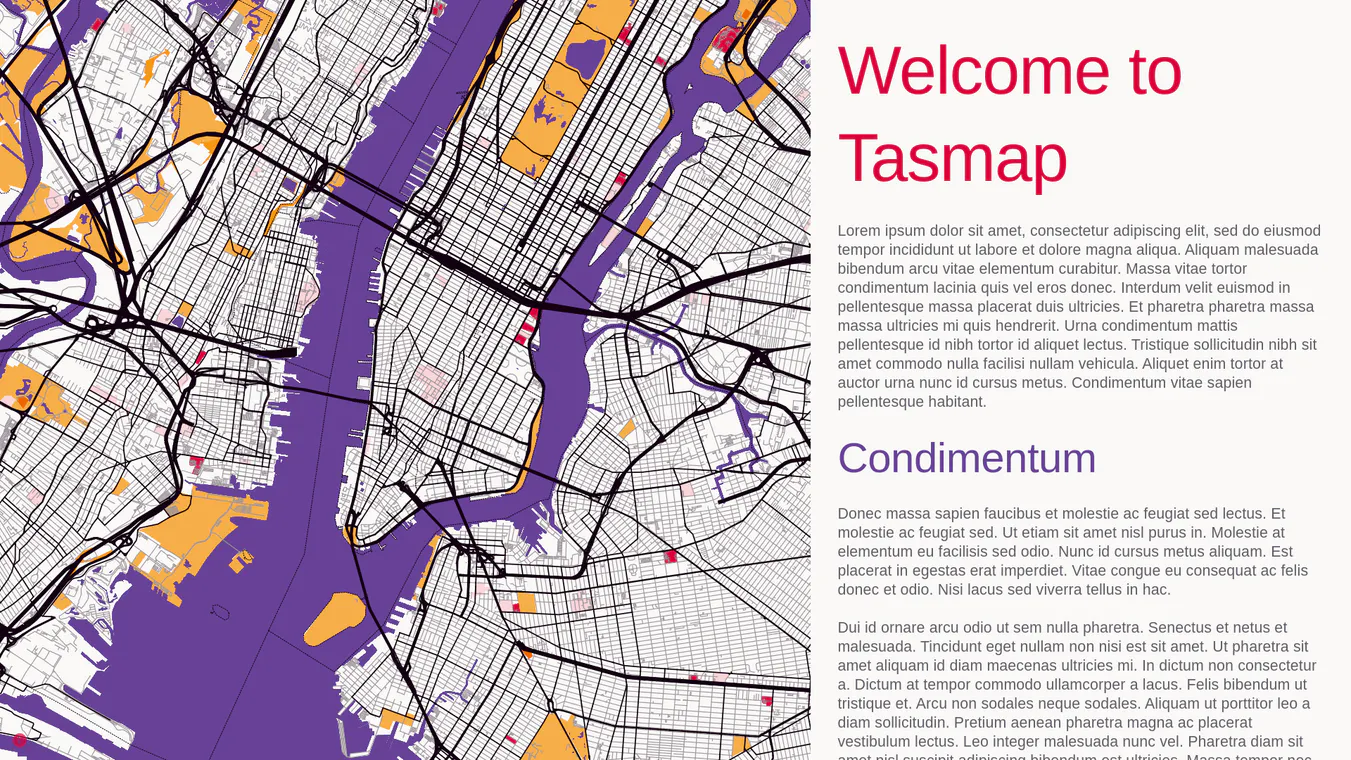 Welcome to
Tasmap
Lorem ipsum dolor sit amet, consectetur adipiscing elit, sed do eiusmod
tempor incididunt ut labore et dolore magna aliqua. Aliquam malesuada
bibendum arcu vitae elementum curabitur. Massa vitae tortor
condimentum lacinia quis vel eros donec. Interdum velit euismod in
pellentesque massa placerat duis ultricies. Et pharetra pharetra massa
massa ultricies mi quis hendrerit. Urna condimentum mattis
pellentesque id nibh tortor id aliquet lectus. Tristique sollicitudin nibh sit
amet commodo nulla facilisi nullam vehicula. Aliquet enim tortor at
auctor urna nunc id cursus metus. Condimentum vitae sapien
pellentesque habitant.
Condimentum
Donec massa sapien faucibus et molestie ac feugiat sed lectus. Et
molestie ac feugiat sed. Ut etiam sit amet nisl purus in. Molestie at
elementum eu facilisis sed odio. Nunc id cursus metus aliquam. Est
placerat in egestas erat imperdiet. Vitae congue eu consequat ac felis
donec et odio. Nisi lacus sed viverra tellus in hac.
Dui id ornare arcu odio ut sem nulla pharetra. Senectus et netus et
malesuada. Tincidunt eget nullam non nisi est sit amet. Ut pharetra sit
amet aliquam id diam maecenas ultricies mi. In dictum non consectetur
a. Dictum at tempor commodo ullamcorper a lacus. Felis bibendum ut
tristique et. Arcu non sodales neque sodales. Aliquam ut porttitor leo a
diam sollicitudin. Pretium aenean pharetra magna ac placerat
vestibulum lectus. Leo integer malesuada nunc vel. Pharetra diam sit
amet nisl suscipit adipiscing bibendum est ultricies. Massa tempor nec